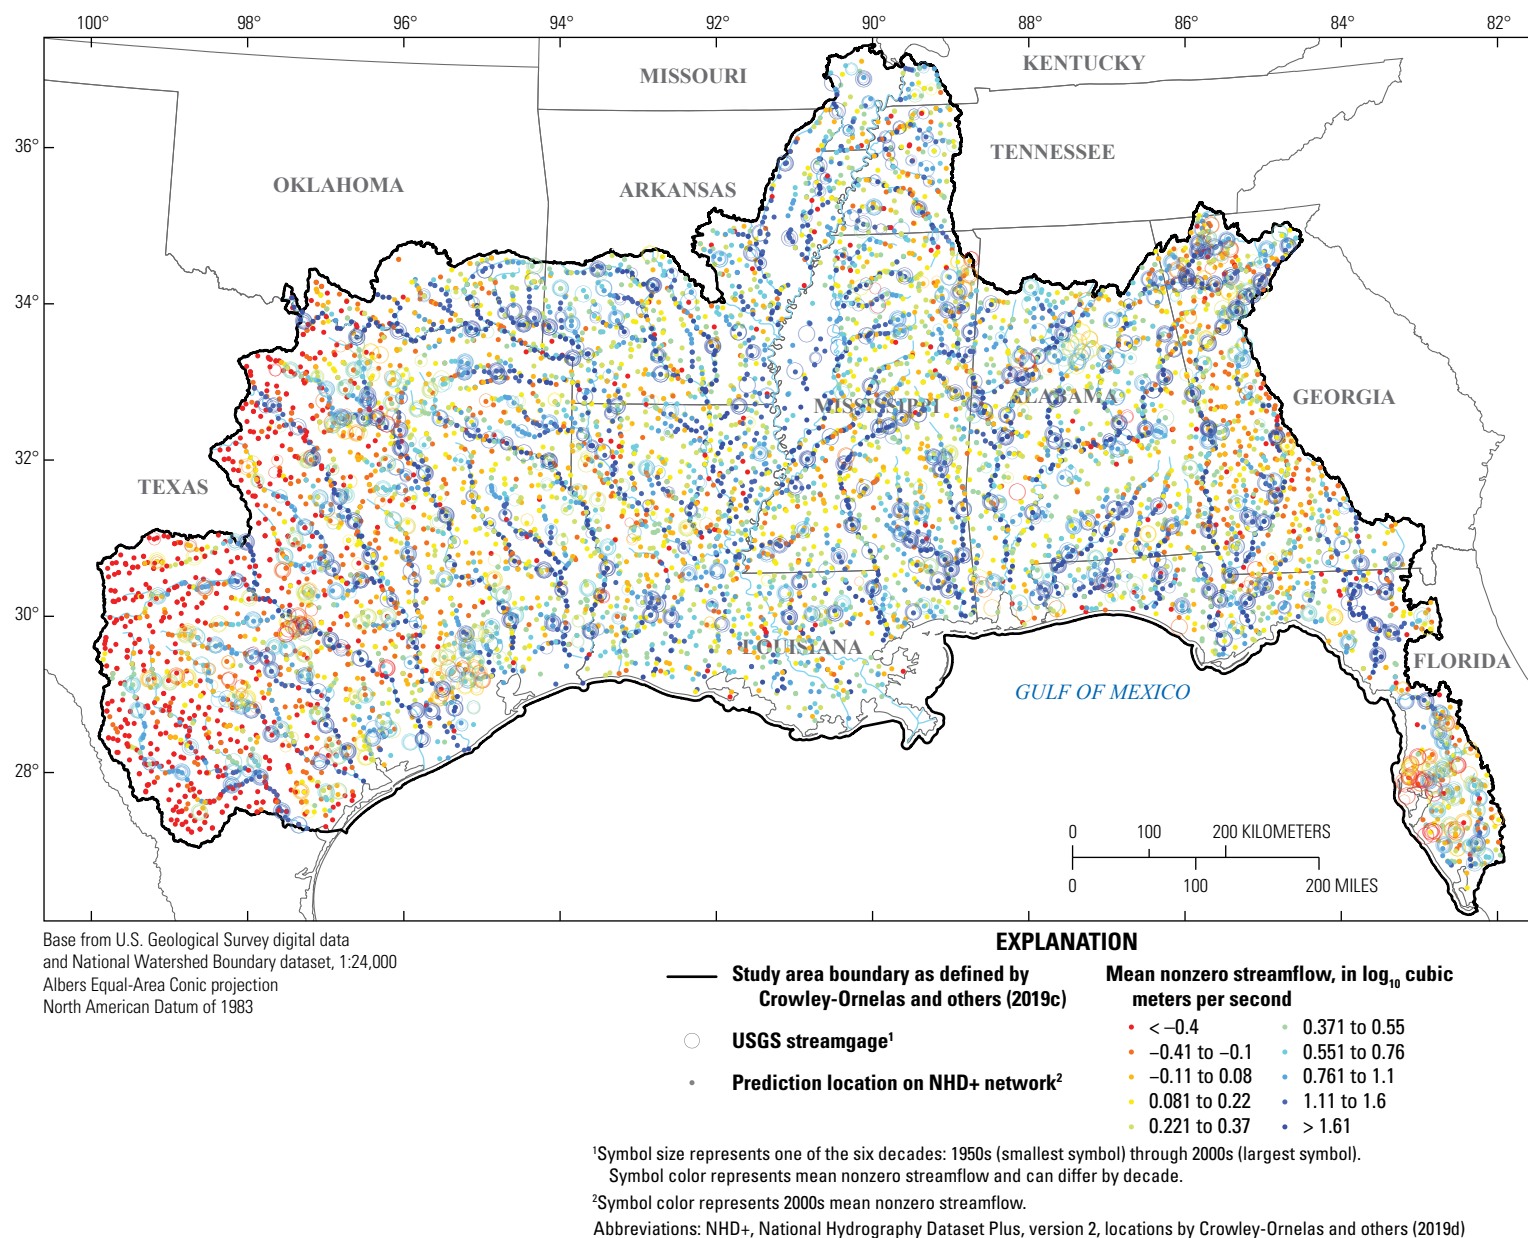 100° 98° 96° 94° 92° 90° 88° 86° 84° 82°
MISSOURI
KENTUCKY
36°
TENNESSEE
OKLAHOMA
ARKANSAS
34°
MISSISSIPPI
ALABAMA
GEORGIA
32°
TEXAS
30°
LOUISIANA
FLORIDA
GULF OF MEXICO
28°
0 100 200 KILOMETERS
0 100 200 MILES
Base from U.S. Geological Survey digital data
and National Watershed Boundary dataset, 1:24,000
Albers Equal-Area Conic projection
North American Datum of 1983
EXPLANATION
Study area boundary as defined by
Crowley-Ornelas and others (2019c)
USGS streamgage¹
Prediction location on NHD+ network²
Mean nonzero streamflow, in log₁₀ cubic
meters per second
< −0.4
−0.41 to −0.1
−0.11 to 0.08
0.081 to 0.22
0.221 to 0.37
0.371 to 0.55
0.551 to 0.76
0.761 to 1.1
1.11 to 1.6
> 1.61
¹Symbol size represents one of the six decades: 1950s (smallest symbol) through 2000s (largest symbol).
Symbol color represents mean nonzero streamflow and can differ by decade.
²Symbol color represents 2000s mean nonzero streamflow.
Abbreviations: NHD+, National Hydrography Dataset Plus, version 2, locations by Crowley-Ornelas and others (2019d)